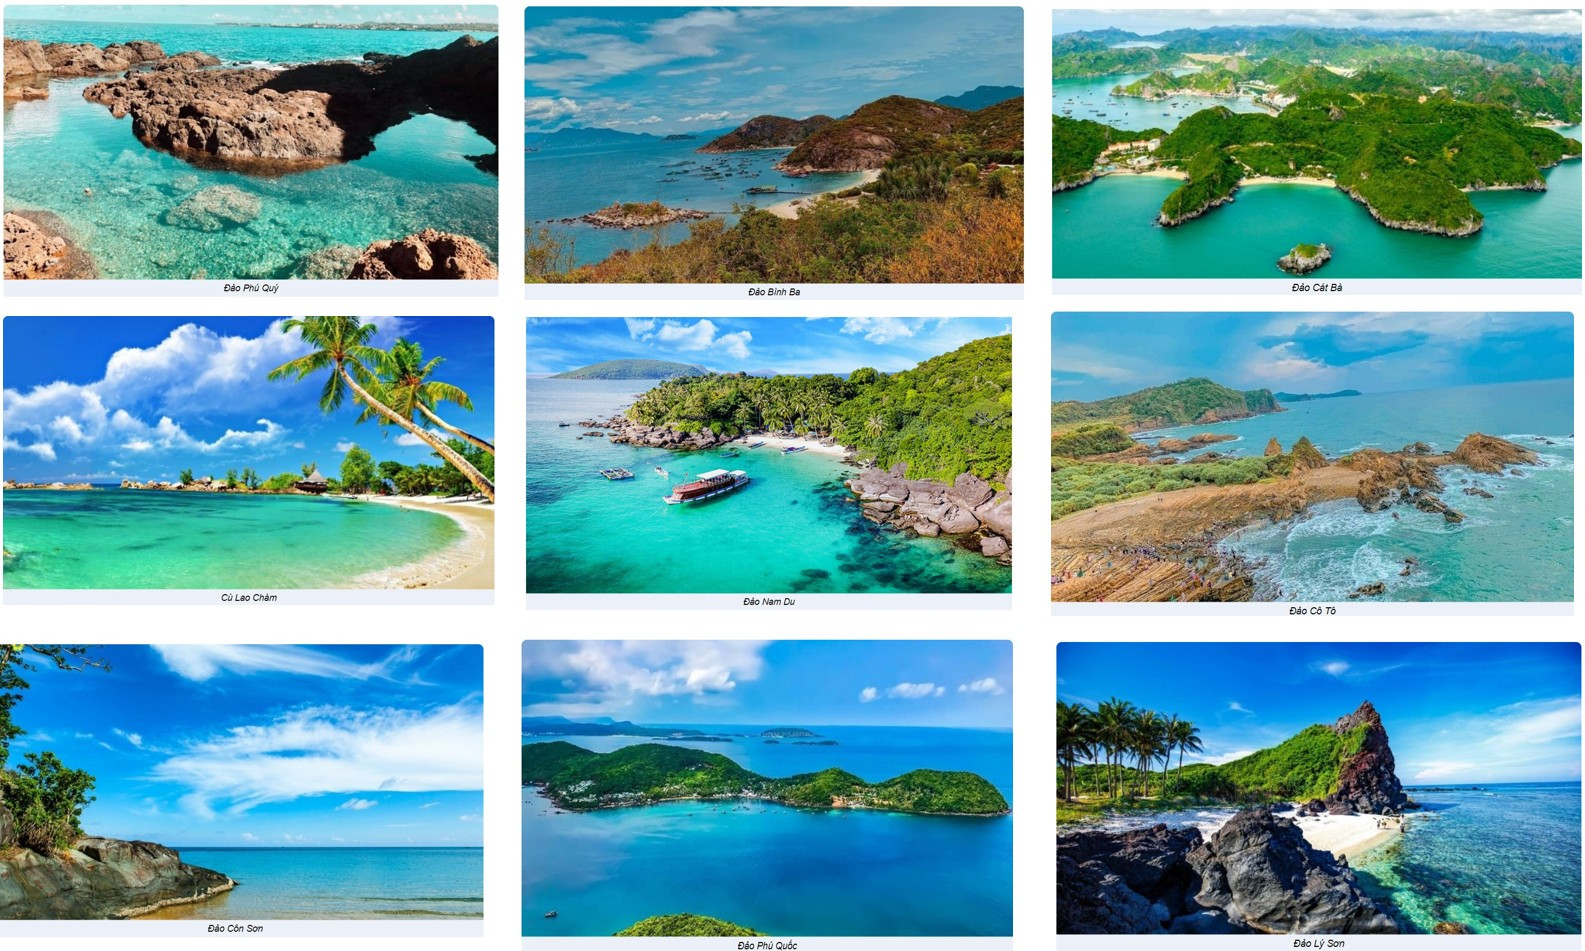 Đảo Phú Quý
Đảo Bình Ba
Đảo Cát Bà
Cù Lao Chàm
Đảo Nam Du
Đảo Cô Tô
Đảo Côn Sơn
Đảo Phú Quốc
Đảo Lý Sơn